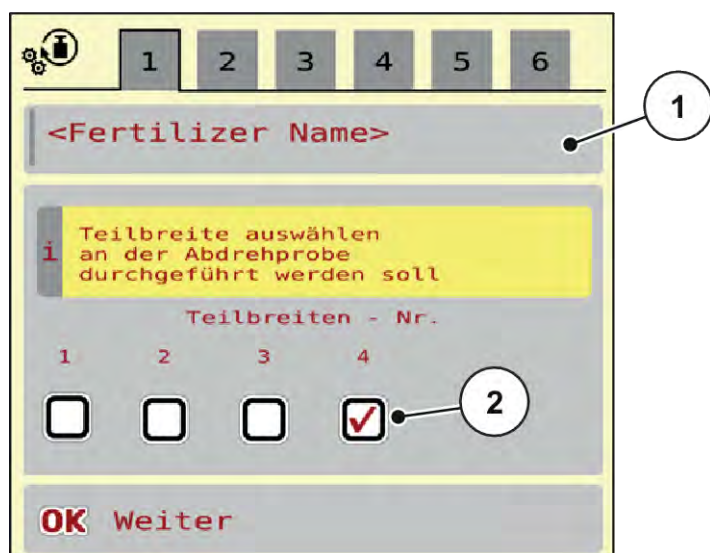 1 2 3 4 5 6
<Fertilizer Name>
1
i
Teilbreite auswählen
an der Abdrehprobe
durchgeführt werden soll
Teilbreiten - Nr.
1 2 3 4
2
OK Weiter